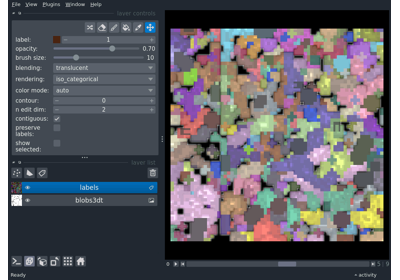 File View Plugins Window Help
layer controls
label: 1
opacity: 0.70
brush size: 10
blending: translucent
rendering: iso_categorical
color mode: auto
contour: 0
n edit dim: 2
contiguous:
preserve
labels:
show
selected:
layer list
labels
blobs3dt
activity